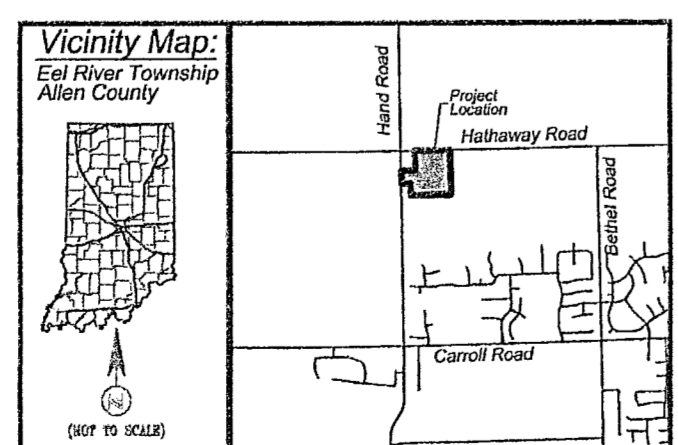 Vicinity Map:
Eel River Township
Allen County
Hand Road
Project
Location
Hathaway Road
Bethel Road
Carroll Road
N
(NOT TO SCALE)